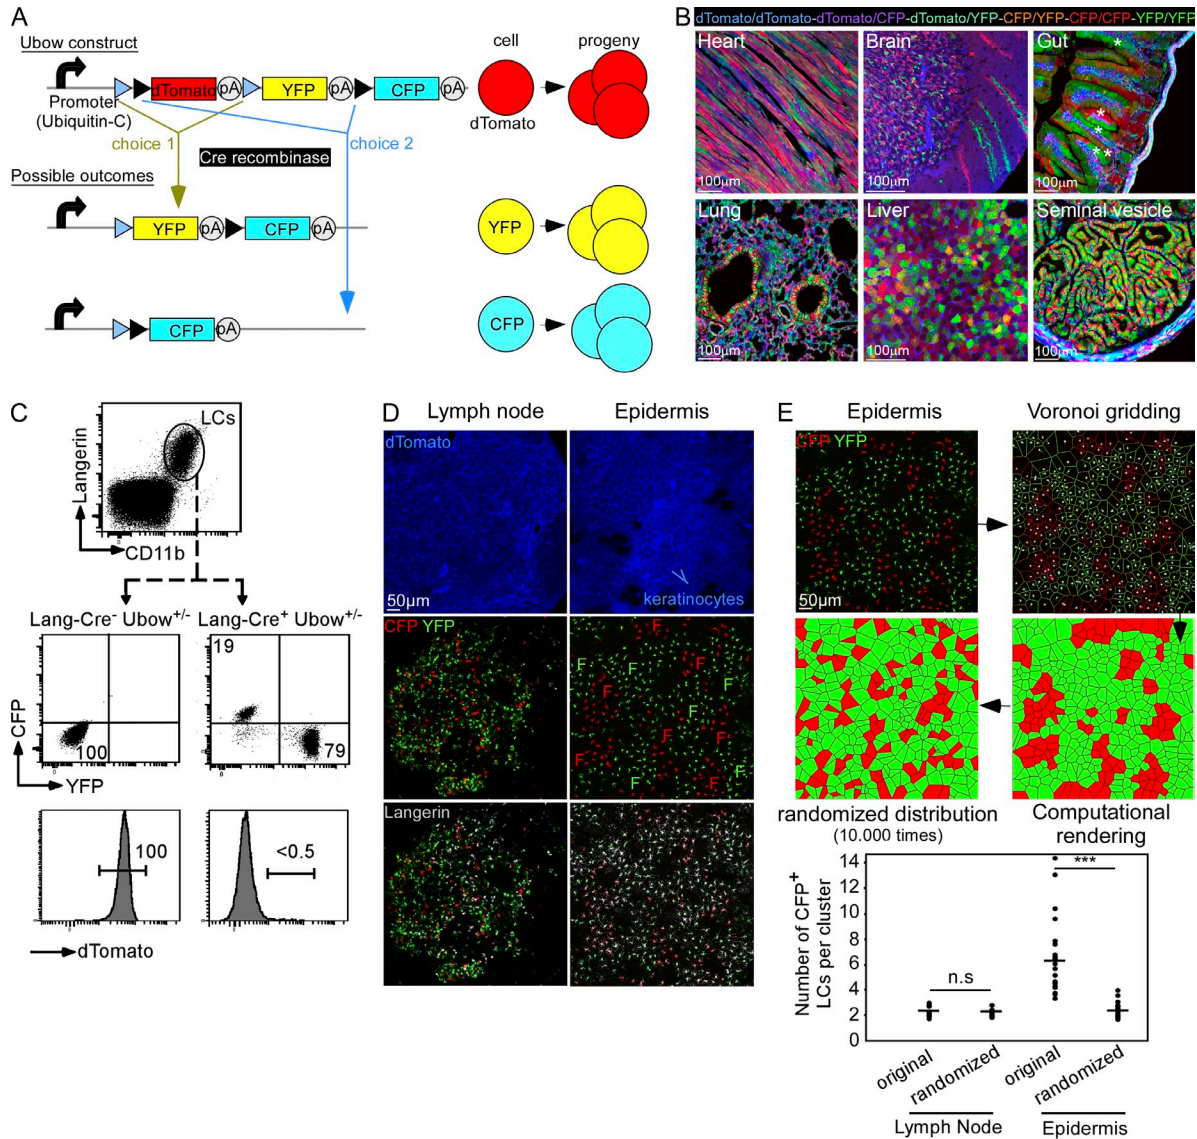 A
Ubow construct
cell
progeny
dTomato
pA
YFP
pA
CFP
pA
Promoter
(Ubiquitin-C)
dTomato
choice 1
Cre recombinase
choice 2
Possible outcomes
YFP
pA
CFP
pA
YFP
CFP
pA
CFP
B
dTomato/dTomato-dTomato/CFP-dTomato/YFP-CFP/YFP-CFP/CFP-YFP/YFP
Heart
Brain
Gut
*
*
*
* *
100µm
100µm
100µm
Lung
Liver
Seminal vesicle
100µm
100µm
100µm
C
LCs
Langerin
CD11b
Lang-Cre- Ubow+/-
Lang-Cre+ Ubow+/-
19
CFP
100
79
YFP
100
<0.5
dTomato
D
Lymph node
Epidermis
dTomato
50µm
keratinocytes
CFP YFP
F
F
F
F
F
F
F
F
F
F
F
F
Langerin
E
Epidermis
Voronoi gridding
CFP YFP
50µm
randomized distribution
(10.000 times)
Computational
rendering
Number of CFP+
LCs per cluster
14
12
10
8
6
4
2
0
n.s
***
original
randomized
original
randomized
Lymph Node
Epidermis